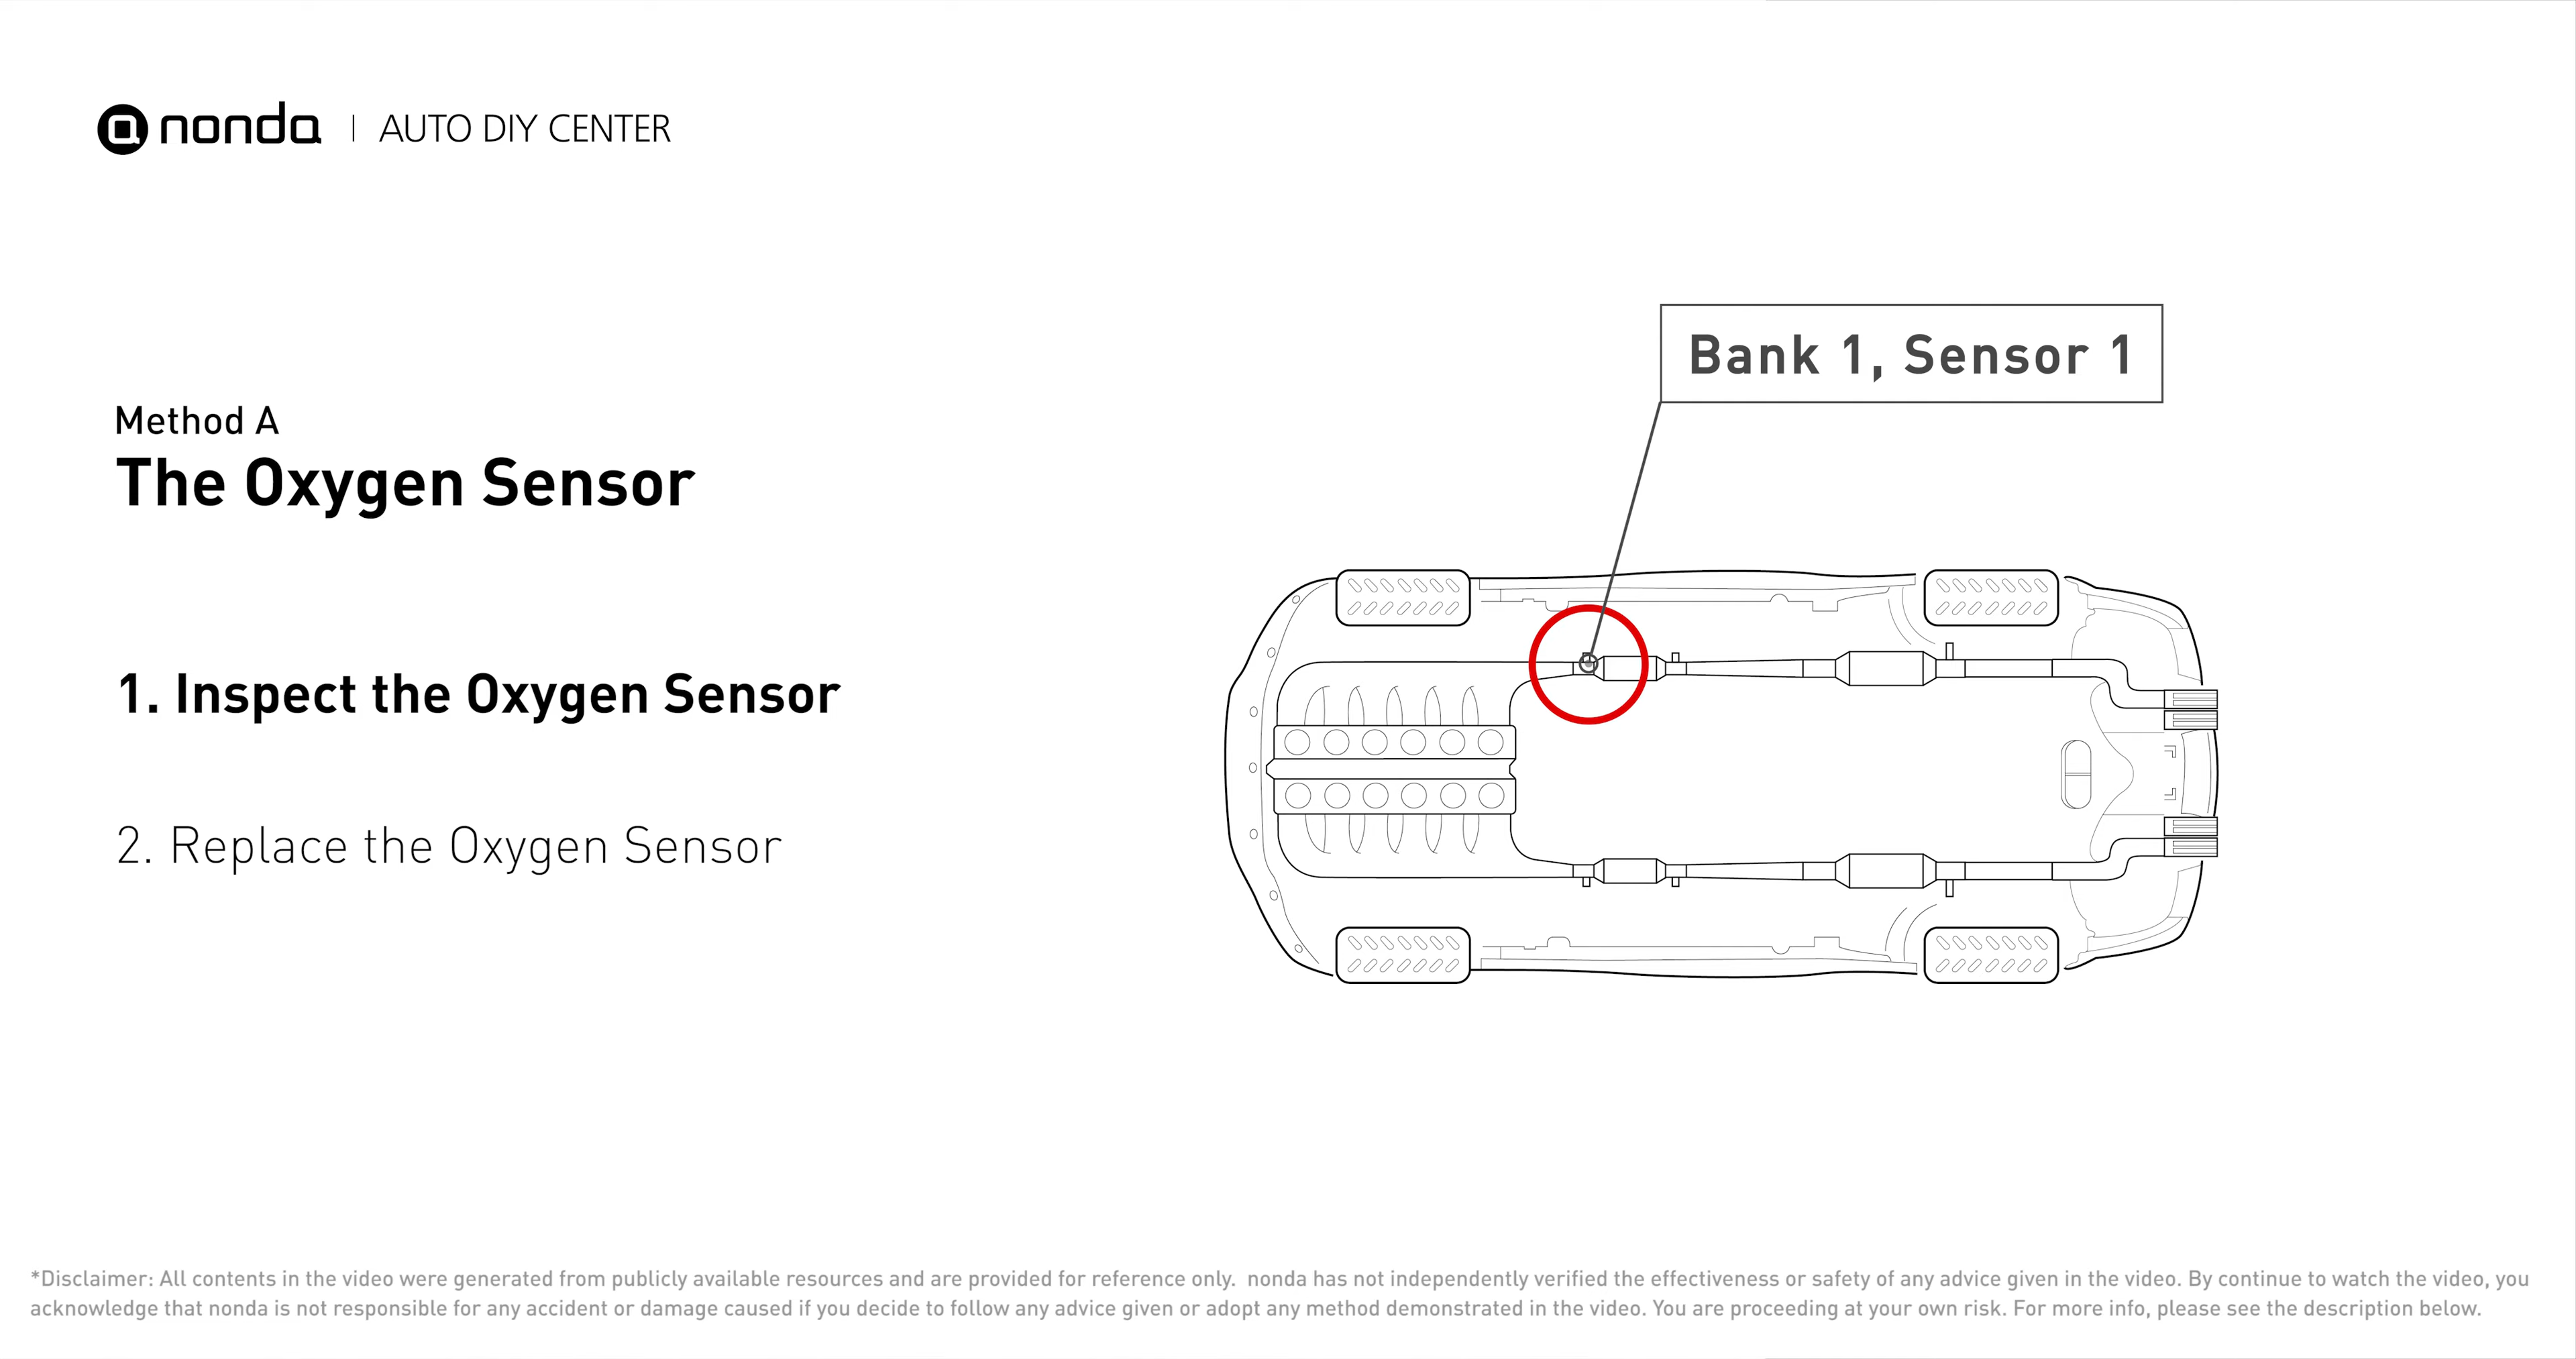 nonda | AUTO DIY CENTER
Bank 1, Sensor 1
Method A
The Oxygen Sensor
1. Inspect the Oxygen Sensor
2. Replace the Oxygen Sensor
*Disclaimer: All contents in the video were generated from publicly available resources and are provided for reference only. nonda has not independently verified the effectiveness or safety of any advice given in the video. By continue to watch the video, you
acknowledge that nonda is not responsible for any accident or damage caused if you decide to follow any advice given or adopt any method demonstrated in the video. You are proceeding at your own risk. For more info, please see the description below.